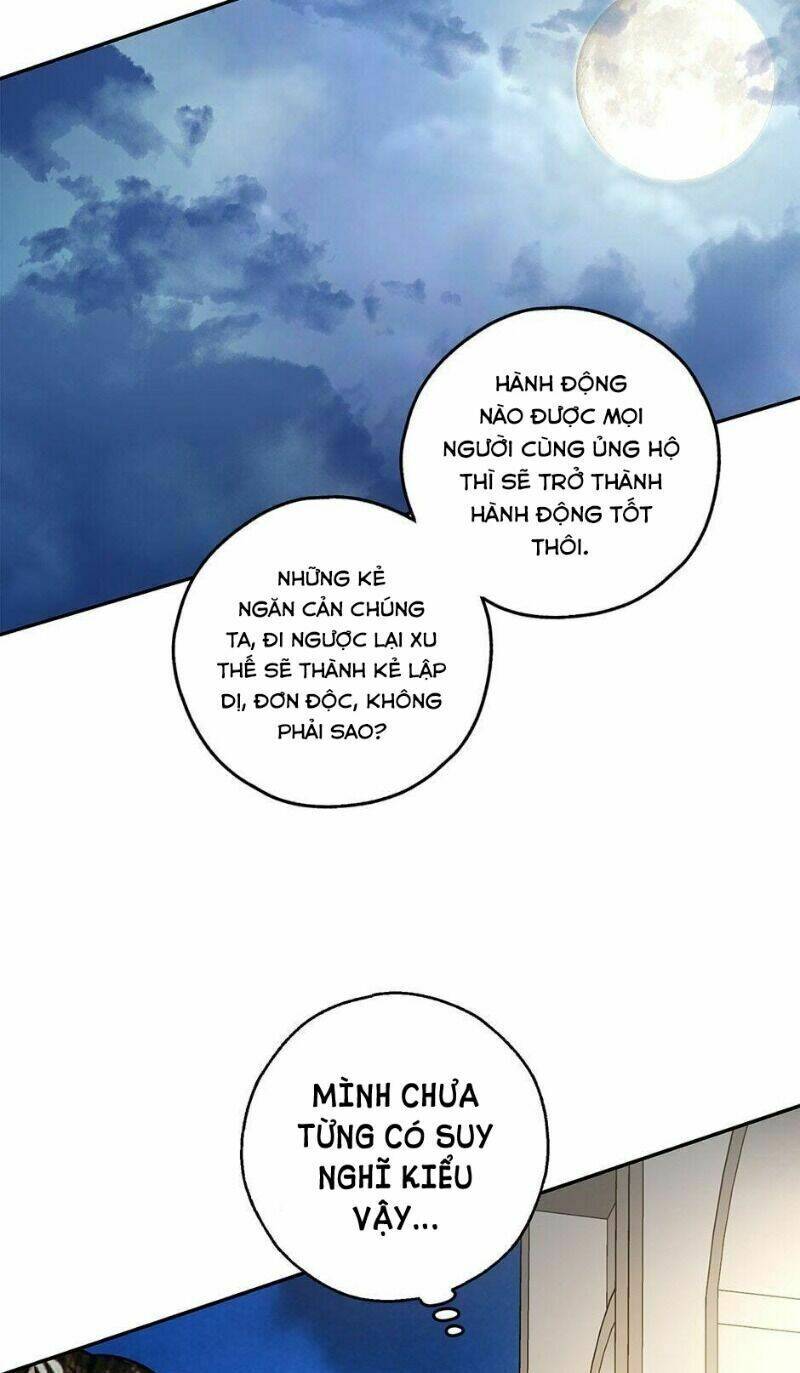 HÀNH ĐỘNG
NÀO ĐƯỢC MỌI
NGƯỜI CÙNG ỦNG HỘ
THÌ SẼ TRỞ THÀNH
HÀNH ĐỘNG TỐT
THÔI.
NHỮNG KẺ
NGĂN CẢN CHÚNG
TA, ĐI NGƯỢC LẠI XU
THẾ SẼ THÀNH KẺ LẬP
DỊ, ĐƠN ĐỘC, KHÔNG
PHẢI SAO?
MÌNH CHƯA
TỪNG CÓ SUY
NGHĨ KIỂU
VẬY...